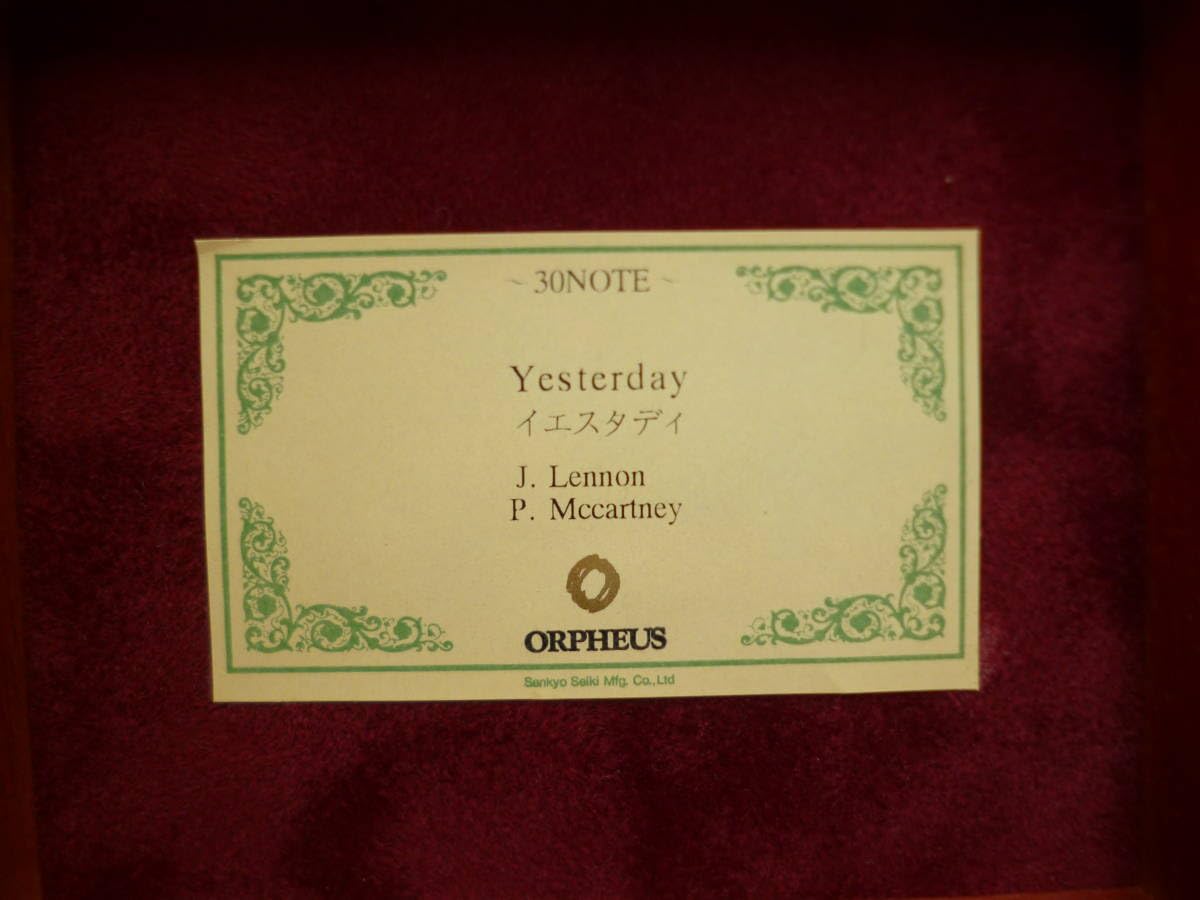 ~ 30NOTE ~
Yesterday
イエスタディ
J. Lennon
P. Mccartney
ORPHEUS
Sankyo Seiki Mfg. Co.,Ltd